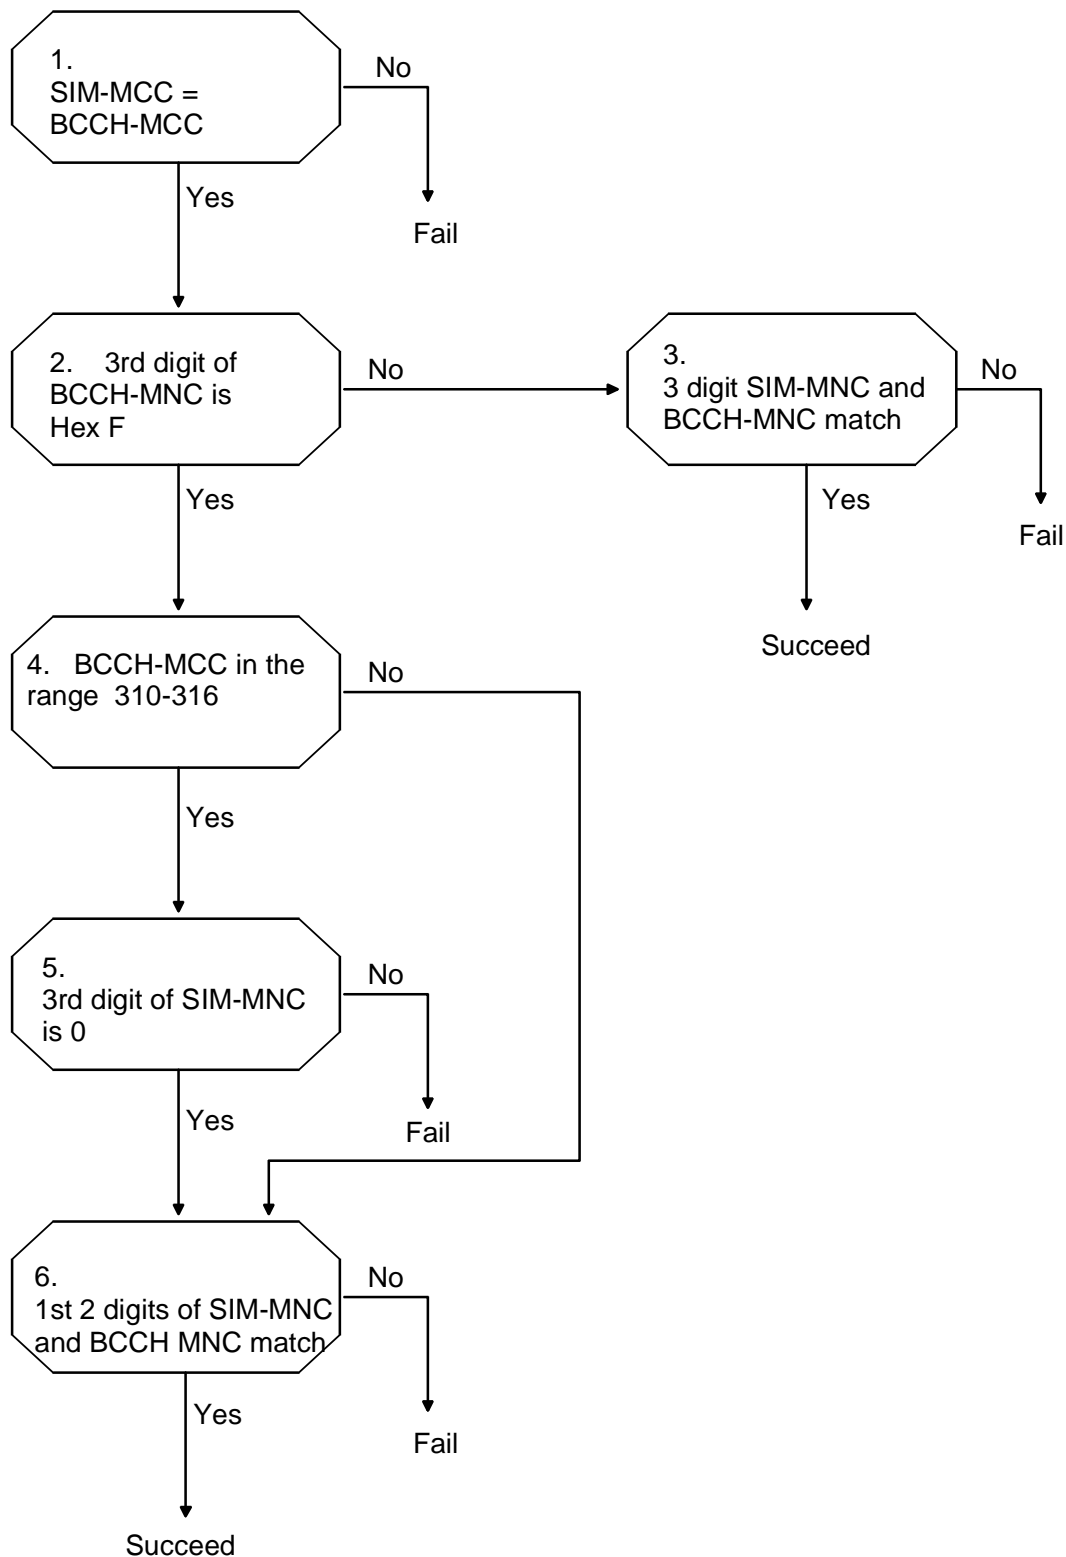 1.
SIM-MCC =
BCCH-MCC
No
Yes
Fail
2. 3rd digit of
BCCH-MNC is
Hex F
No
3.
3 digit SIM-MNC and
BCCH-MNC match
No
Yes
Yes
Fail
Succeed
4. BCCH-MCC in the
range 310-316
No
Yes
5.
3rd digit of SIM-MNC
is 0
No
Yes
Fail
6.
1st 2 digits of SIM-MNC
and BCCH MNC match
No
Yes
Fail
Succeed